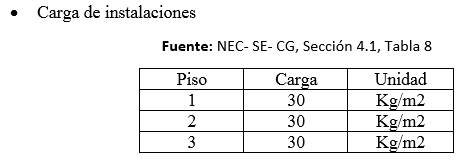 • Carga de instalaciones
Fuente: NEC- SE- CG, Sección 4.1, Tabla 8
Piso Carga Unidad
1 30 Kg/m2
2 30 Kg/m2
3 30 Kg/m2